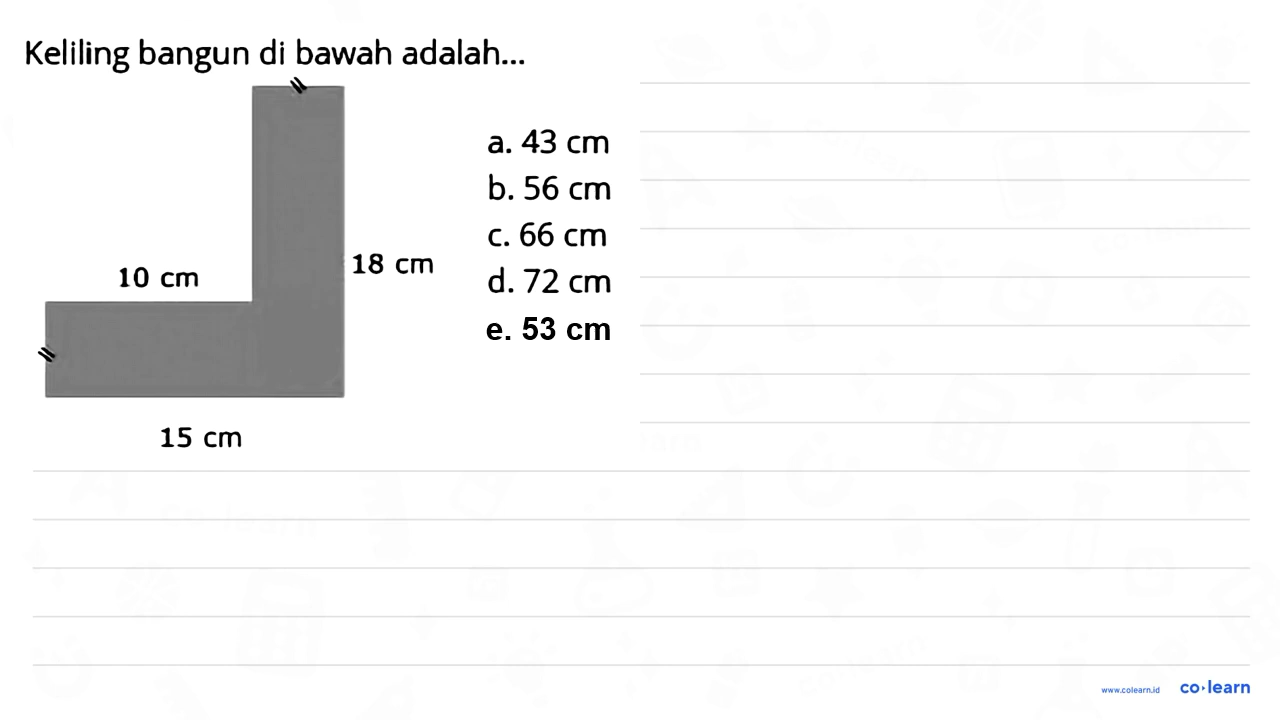 Keliling bangun di bawah adalah...
10 cm
18 cm
15 cm
a. 43 cm
b. 56 cm
c. 66 cm
d. 72 cm
e. 53 cm
www.colearn.id
co·learn